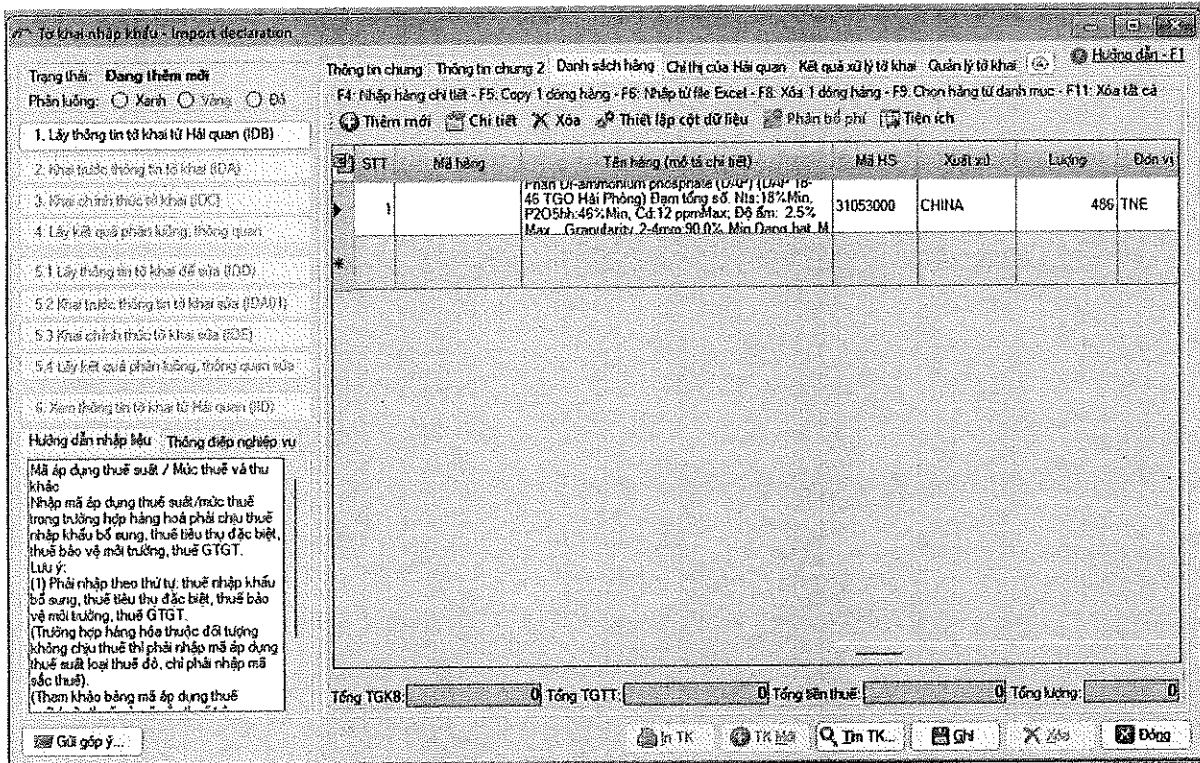 Tờ khai nhập khẩu - Import declaration
Trạng thái: Đang thêm mới
Phân luồng: Xanh Vàng Đỏ
1. Lấy thông tin tờ khai từ Hải quan (IDB)
2. Khai trước thông tin tờ khai (IDA)
3. Khai chính thức tờ khai (IDC)
4. Lấy kết quả phân luồng, thông quan
5.1 Lấy thông tin tờ khai để sửa (IDD)
5.2 Khai trước thông tin tờ khai sửa (IDA01)
5.3 Khai chính thức tờ khai sửa (IDE)
5.4 Lấy kết quả phân luồng, thông quan sửa
6. Xem thông tin tờ khai từ Hải quan (IID)
Hướng dẫn nhập liệu Thông điệp nghiệp vụ
Mã áp dụng thuế suất / Mức thuế và thu
khác
Nhập mã áp dụng thuế suất/mức thuế
trong trường hợp hàng hoá phải chịu thuế
nhập khẩu bổ sung, thuế tiêu thụ đặc biệt,
thuế bảo vệ môi trường, thuế GTGT.
Lưu ý:
(1) Phải nhập theo thứ tự: thuế nhập khẩu
bổ sung, thuế tiêu thụ đặc biệt, thuế bảo
vệ môi trường, thuế GTGT.
(Trường hợp hàng hóa thuộc đối tượng
không chịu thuế thì phải nhập mã áp dụng
thuế suất loại thuế đó, chỉ phải nhập mã
sắc thuế).
(Tham khảo bảng mã áp dụng thuế
Gửi góp ý...
Hướng dẫn - F1
Thông tin chung Thông tin chung 2 Danh sách hàng Chỉ thị của Hải quan Kết quả xử lý tờ khai Quản lý tờ khai
F4: Nhập hàng chi tiết - F5: Copy 1 dòng hàng - F6: Nhập từ file Excel - F8: Xóa 1 dòng hàng - F9: Chọn hàng từ danh mục - F11: Xóa tất cả
Thêm mới Chi tiết Xóa Thiết lập cột dữ liệu Phân bổ phí Tiện ích
STT Mã hàng Tên hàng (mô tả chi tiết) Mã HS Xuất xứ Lượng Đơn vị
Phân Di-ammonium phosphate (DAP) (DAP 18-
46 TGO Hải Phòng) Đạm tổng số. Nts:18%Min,
1 P2O5hh:46%Min, Cd:12 ppmMax; Độ ẩm: 2.5% 31053000 CHINA 486 TNE
Max Granularity 2-4mm:90.0% Min Dạng hạt. M
*
Tổng TGKB: 0 Tổng TGTT: 0 Tổng tiền thuế: 0 Tổng lượng: 0
In TK TK Mới Tìm TK... Ghi Xóa Đóng